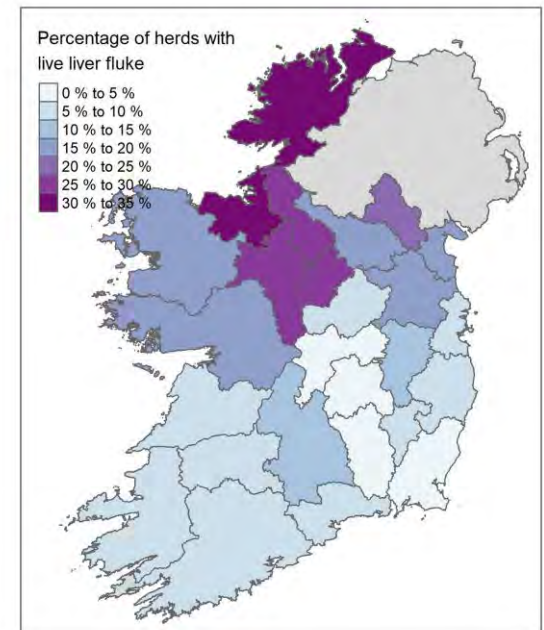 Percentage of herds with
live liver fluke
0 % to 5 %
5 % to 10 %
10 % to 15 %
15 % to 20 %
20 % to 25 %
25 % to 30 %
30 % to 35 %